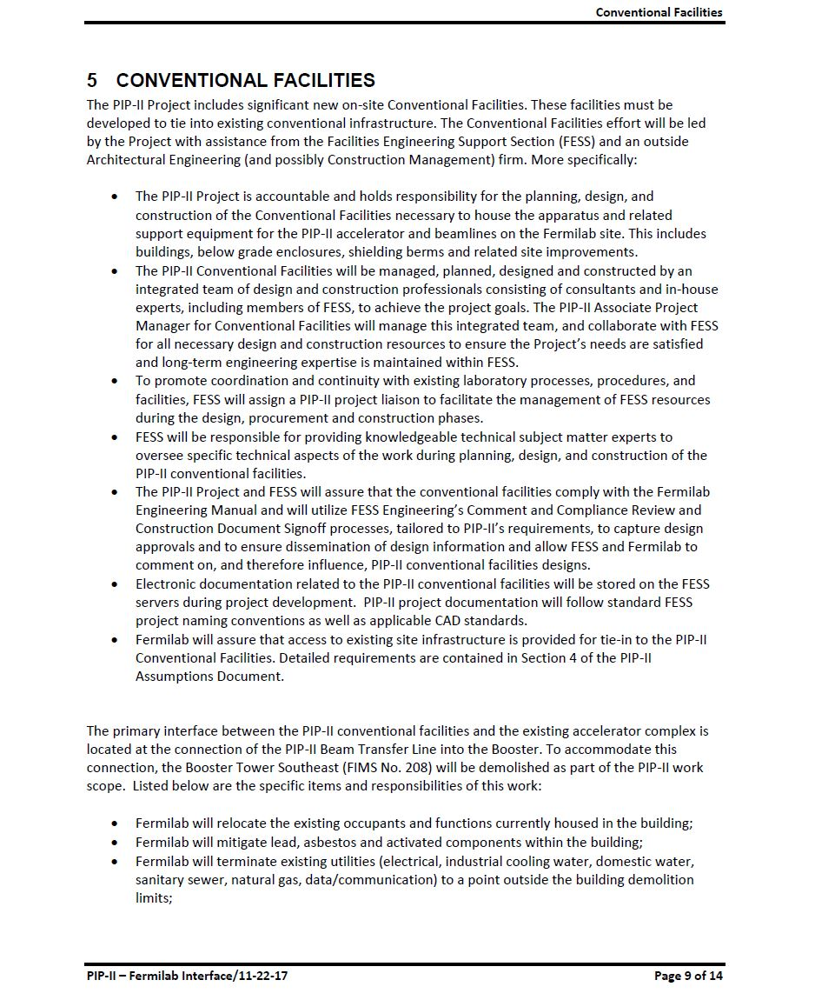 Conventional Facilities
5 CONVENTIONAL FACILITIES
The PIP-II Project includes significant new on-site Conventional Facilities. These facilities must be
developed to tie into existing conventional infrastructure. The Conventional Facilities effort will be led
by the Project with assistance from the Facilities Engineering Support Section (FESS) and an outside
Architectural Engineering (and possibly Construction Management) firm. More specifically:
• The PIP-II Project is accountable and holds responsibility for the planning, design, and
construction of the Conventional Facilities necessary to house the apparatus and related
support equipment for the PIP-II accelerator and beamlines on the Fermilab site. This includes
buildings, below grade enclosures, shielding berms and related site improvements.
• The PIP-II Conventional Facilities will be managed, planned, designed and constructed by an
integrated team of design and construction professionals consisting of consultants and in-house
experts, including members of FESS, to achieve the project goals. The PIP-II Associate Project
Manager for Conventional Facilities will manage this integrated team, and collaborate with FESS
for all necessary design and construction resources to ensure the Project's needs are satisfied
and long-term engineering expertise is maintained within FESS.
• To promote coordination and continuity with existing laboratory processes, procedures, and
facilities, FESS will assign a PIP-II project liaison to facilitate the management of FESS resources
during the design, procurement and construction phases.
• FESS will be responsible for providing knowledgeable technical subject matter experts to
oversee specific technical aspects of the work during planning, design, and construction of the
PIP-II conventional facilities.
• The PIP-II Project and FESS will assure that the conventional facilities comply with the Fermilab
Engineering Manual and will utilize FESS Engineering's Comment and Compliance Review and
Construction Document Signoff processes, tailored to PIP-II's requirements, to capture design
approvals and to ensure dissemination of design information and allow FESS and Fermilab to
comment on, and therefore influence, PIP-II conventional facilities designs.
• Electronic documentation related to the PIP-II conventional facilities will be stored on the FESS
servers during project development.  PIP-II project documentation will follow standard FESS
project naming conventions as well as applicable CAD standards.
• Fermilab will assure that access to existing site infrastructure is provided for tie-in to the PIP-II
Conventional Facilities. Detailed requirements are contained in Section 4 of the PIP-II
Assumptions Document.
The primary interface between the PIP-II conventional facilities and the existing accelerator complex is
located at the connection of the PIP-II Beam Transfer Line into the Booster. To accommodate this
connection, the Booster Tower Southeast (FIMS No. 208) will be demolished as part of the PIP-II work
scope.  Listed below are the specific items and responsibilities of this work:
• Fermilab will relocate the existing occupants and functions currently housed in the building;
• Fermilab will mitigate lead, asbestos and activated components within the building;
• Fermilab will terminate existing utilities (electrical, industrial cooling water, domestic water,
sanitary sewer, natural gas, data/communication) to a point outside the building demolition
limits;
PIP-II – Fermilab Interface/11-22-17
Page 9 of 14